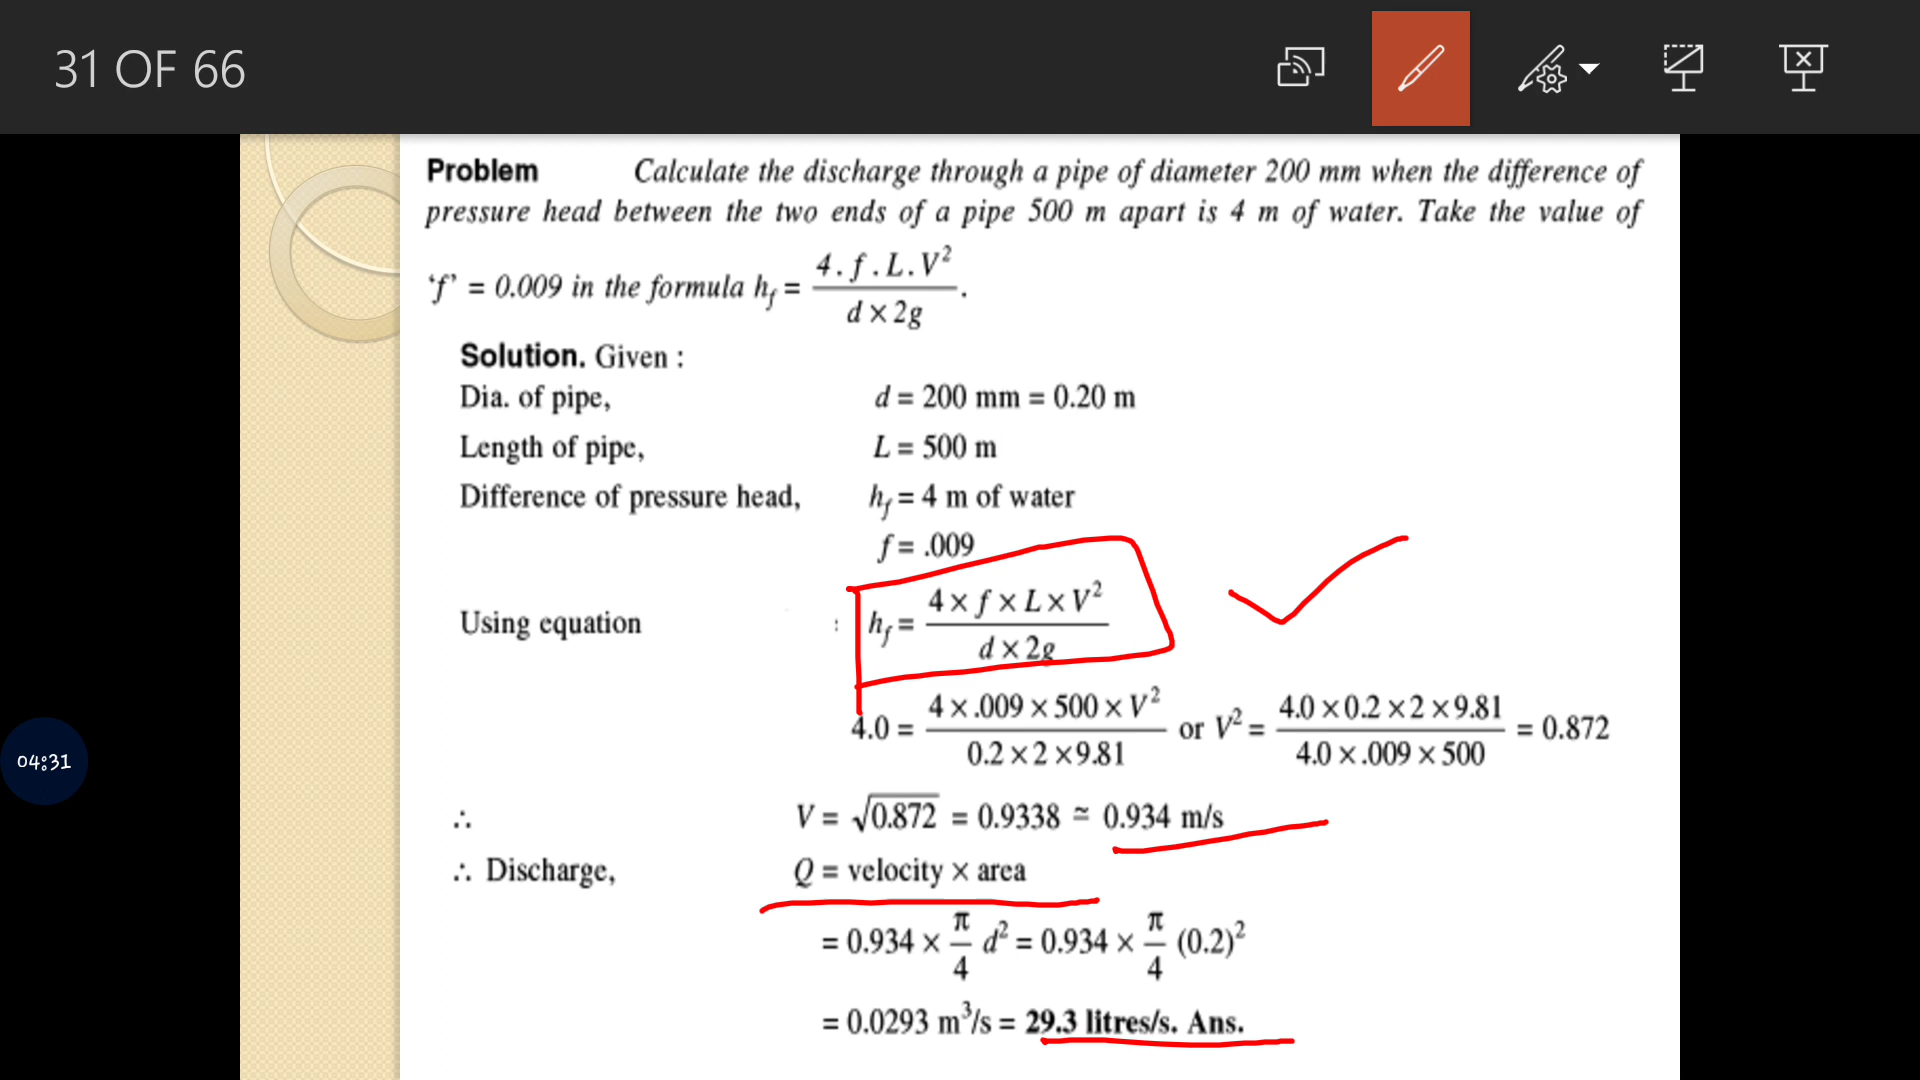 31 OF 66
Problem Calculate the discharge through a pipe of diameter 200 mm when the difference of
pressure head between the two ends of a pipe 500 m apart is 4 m of water. Take the value of
‘f’ = 0.009 in the formula h_f = (4 . f . L . V²)/(d × 2g).
Solution. Given :
Dia. of pipe, d = 200 mm = 0.20 m
Length of pipe, L = 500 m
Difference of pressure head, h_f = 4 m of water
f = .009
Using equation : h_f = (4 × f × L × V²)/(d × 2g)
4.0 = (4 × .009 × 500 × V²)/(0.2 × 2 × 9.81) or V² = (4.0 × 0.2 × 2 × 9.81)/(4.0 × .009 × 500) = 0.872
04:31
∴ V = √0.872 = 0.9338 ≃ 0.934 m/s
∴ Discharge, Q = velocity × area
= 0.934 × π/4 d² = 0.934 × π/4 (0.2)²
= 0.0293 m³/s = 29.3 litres/s. Ans.